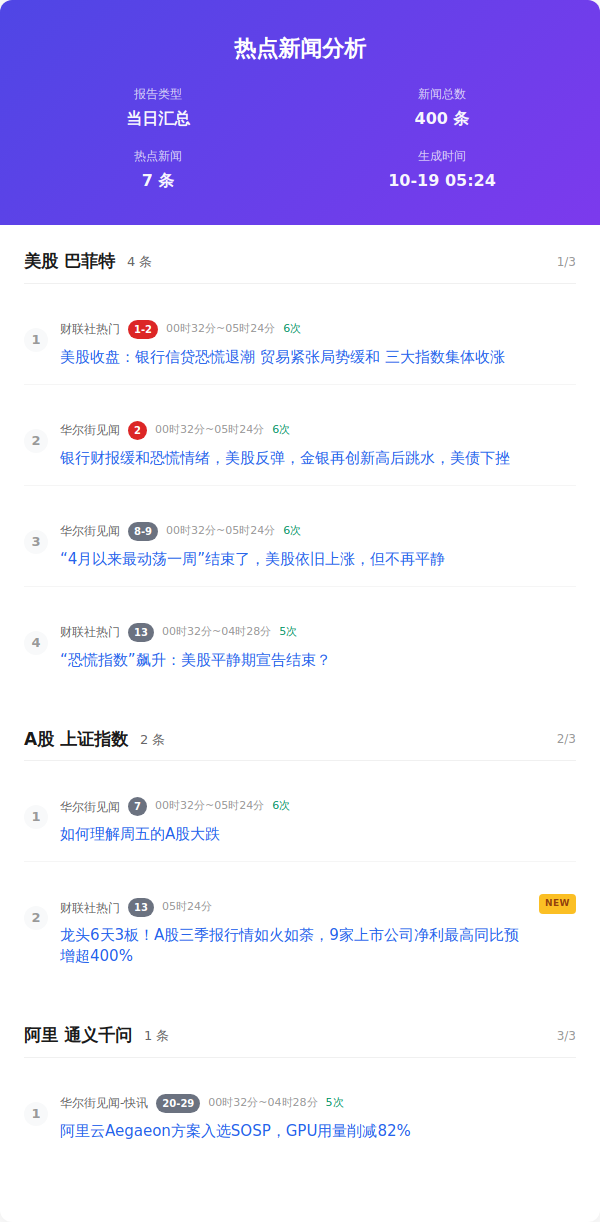 热点新闻分析
报告类型
当日汇总
新闻总数
400 条
热点新闻
7 条
生成时间
10-19 05:24
美股 巴菲特 4 条 1/3
1
财联社热门 1-2 00时32分~05时24分 6次
美股收盘：银行信贷恐慌退潮 贸易紧张局势缓和 三大指数集体收涨
2
华尔街见闻 2 00时32分~05时24分 6次
银行财报缓和恐慌情绪，美股反弹，金银再创新高后跳水，美债下挫
3
华尔街见闻 8-9 00时32分~05时24分 6次
“4月以来最动荡一周”结束了，美股依旧上涨，但不再平静
4
财联社热门 13 00时32分~04时28分 5次
“恐慌指数”飙升：美股平静期宣告结束？
A股 上证指数 2 条 2/3
1
华尔街见闻 7 00时32分~05时24分 6次
如何理解周五的A股大跌
2
财联社热门 13 05时24分 NEW
龙头6天3板！A股三季报行情如火如荼，9家上市公司净利最高同比预
增超400%
阿里 通义千问 1 条 3/3
1
华尔街见闻-快讯 20-29 00时32分~04时28分 5次
阿里云Aegaeon方案入选SOSP，GPU用量削减82%